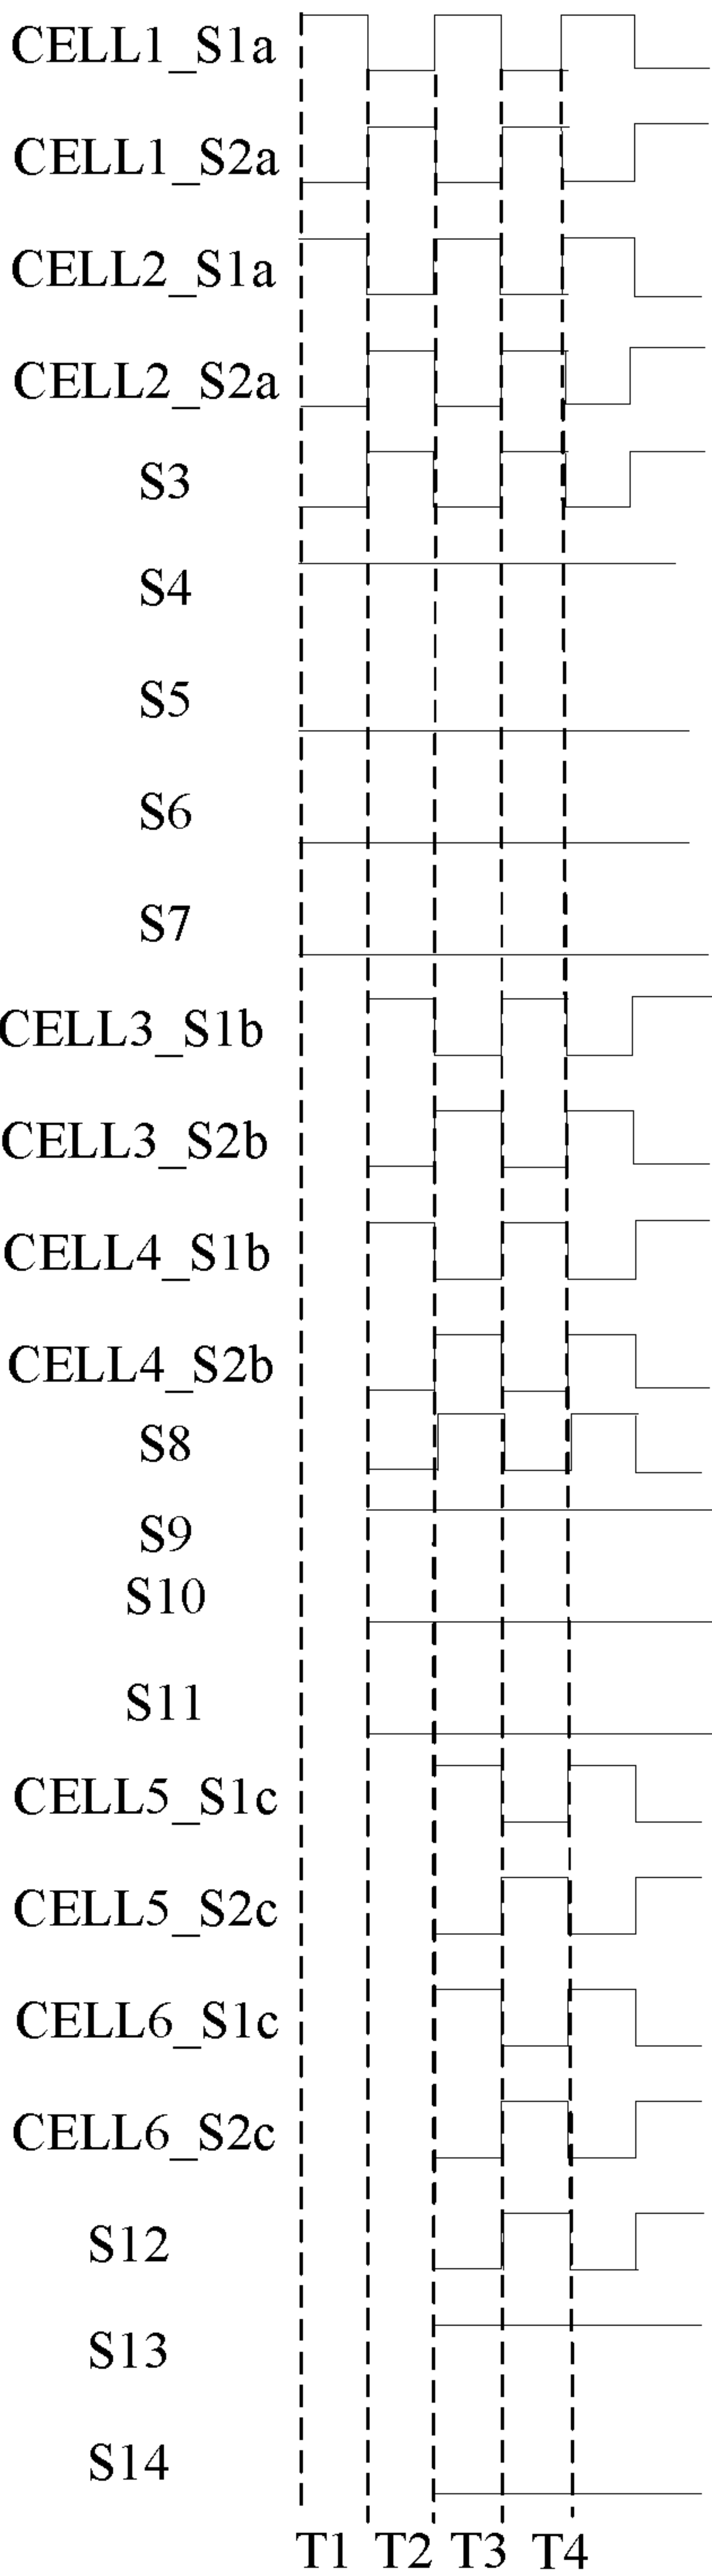 CELL1_S1a
CELL1_S2a
CELL2_S1a
CELL2_S2a
S3
S4
S5
S6
S7
CELL3_S1b
CELL3_S2b
CELL4_S1b
CELL4_S2b
S8
S9
S10
S11
CELL5_S1c
CELL5_S2c
CELL6_S1c
CELL6_S2c
S12
S13
S14
T1 T2 T3 T4